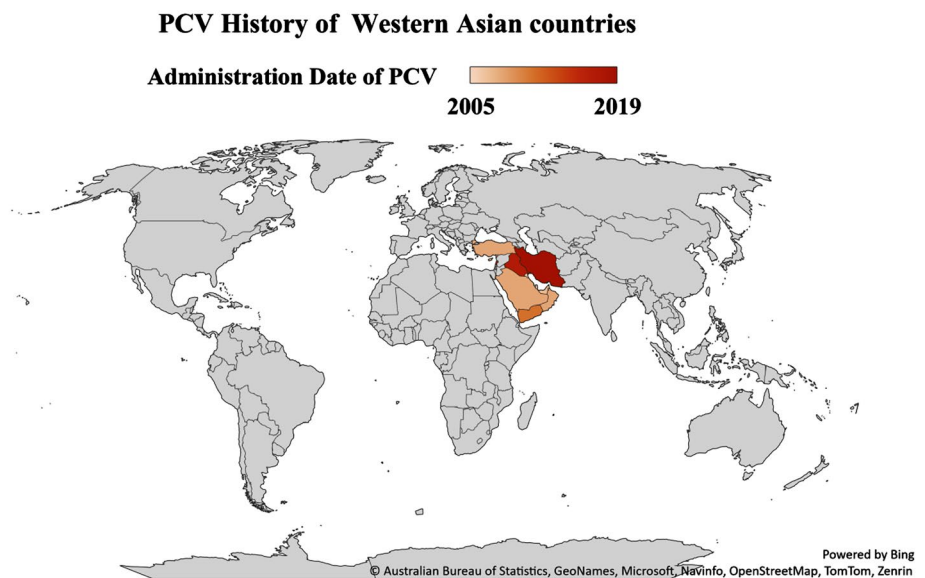 PCV History of Western Asian countries
Administration Date of PCV
2005 2019
Powered by Bing
© Australian Bureau of Statistics, GeoNames, Microsoft, Navinfo, OpenStreetMap, TomTom, Zenrin